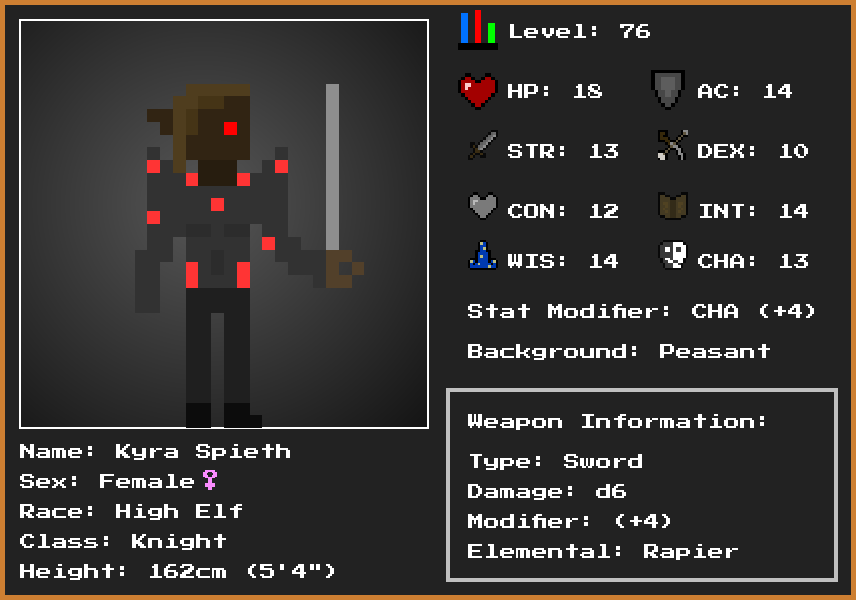 Level: 76
HP: 18
AC: 14
STR: 13
DEX: 10
CON: 12
INT: 14
WIS: 14
CHA: 13
Stat Modifier: CHA (+4)
Background: Peasant
Name: Kyra Spieth
Sex: Female♀
Race: High Elf
Class: Knight
Height: 162cm (5'4")
Weapon Information:
Type: Sword
Damage: d6
Modifier: (+4)
Elemental: Rapier